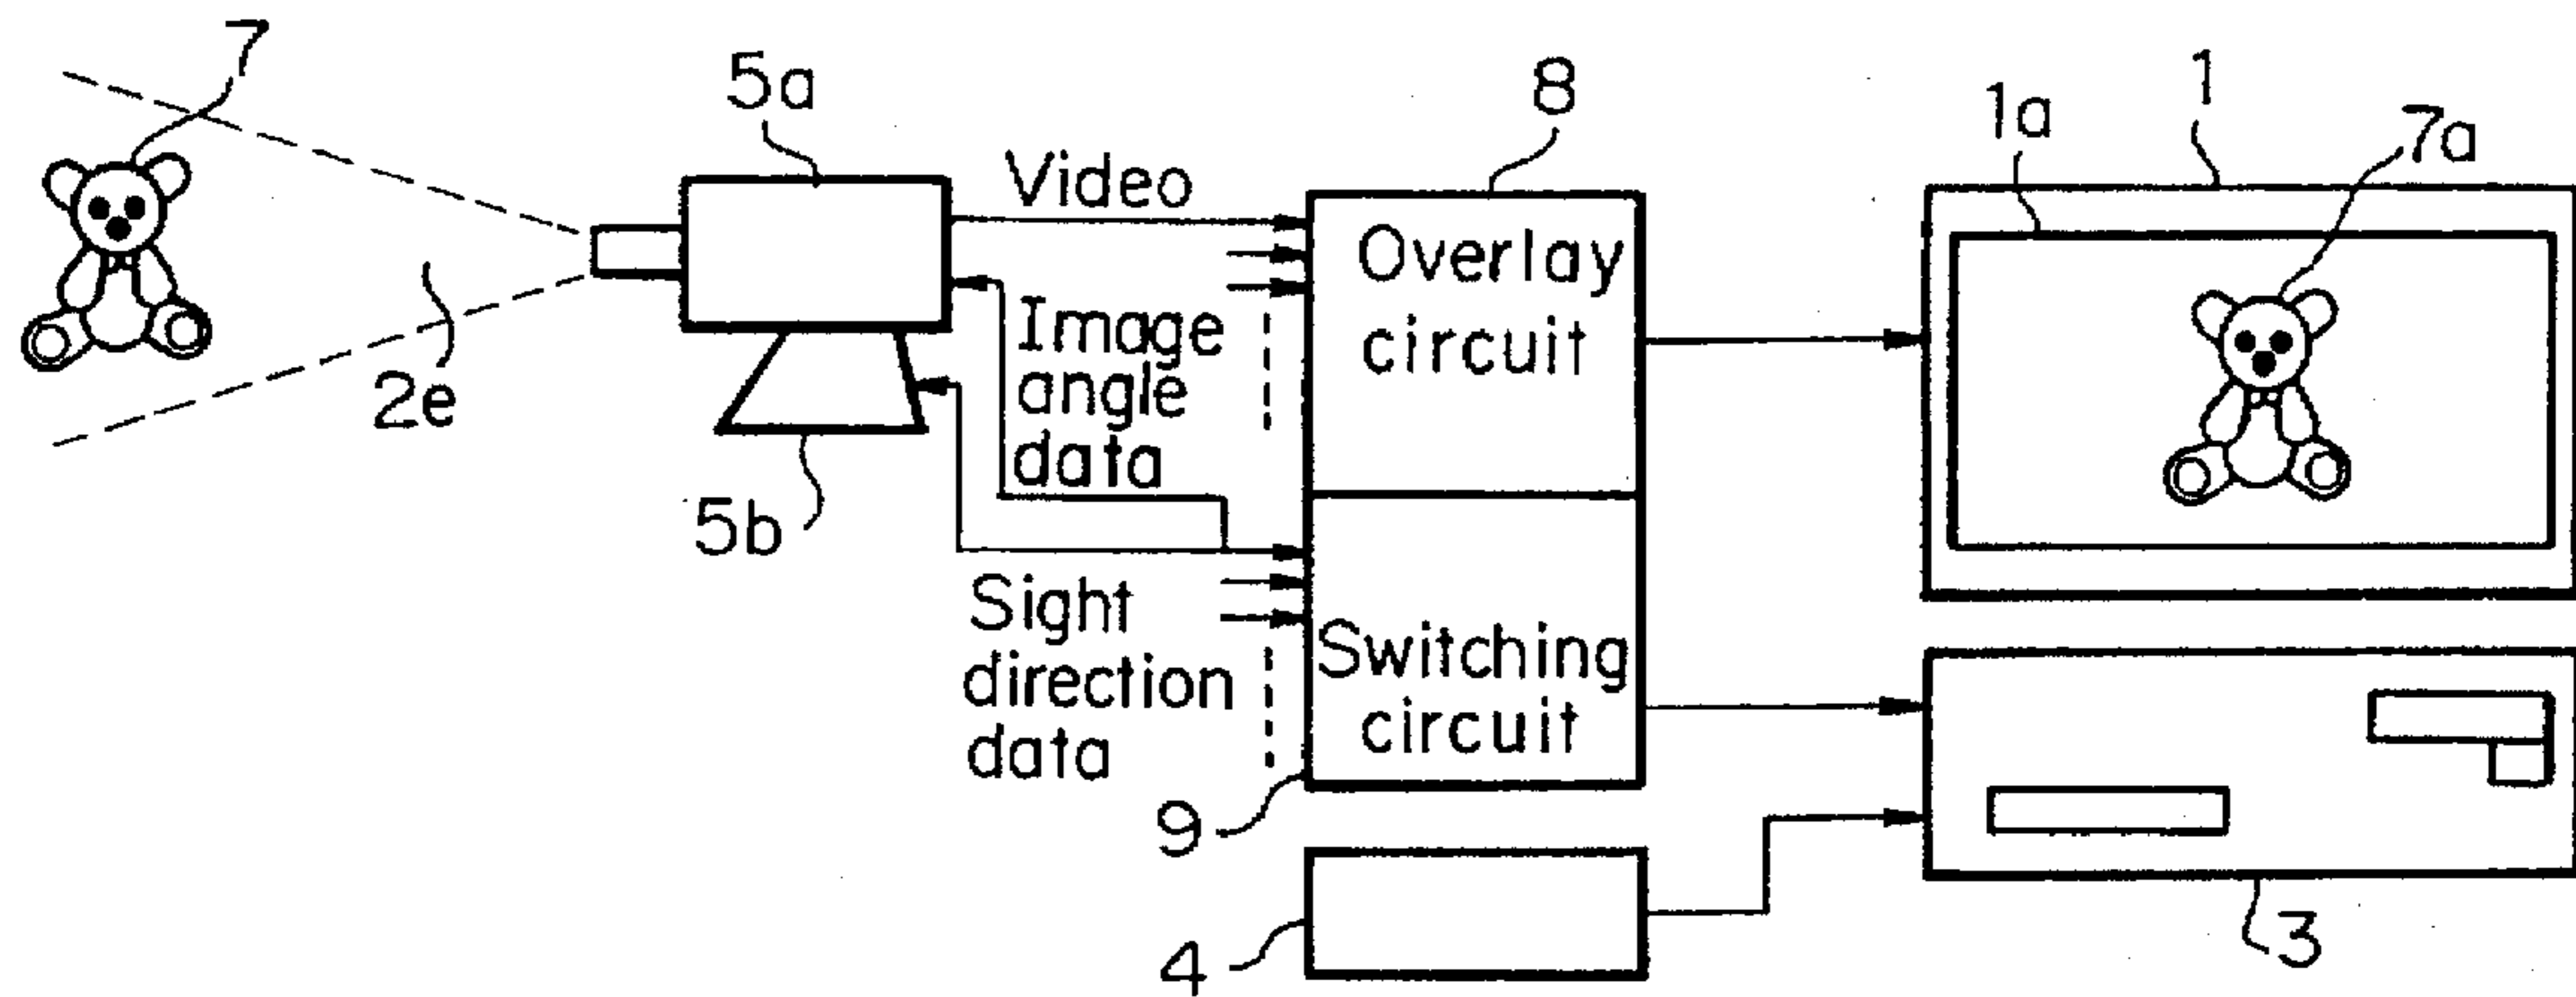 7
5a
8
1
1a
7a
Video
Overlay
circuit
Image
angle
data
2e
5b
Sight
direction
data
Switching
circuit
9
4
3